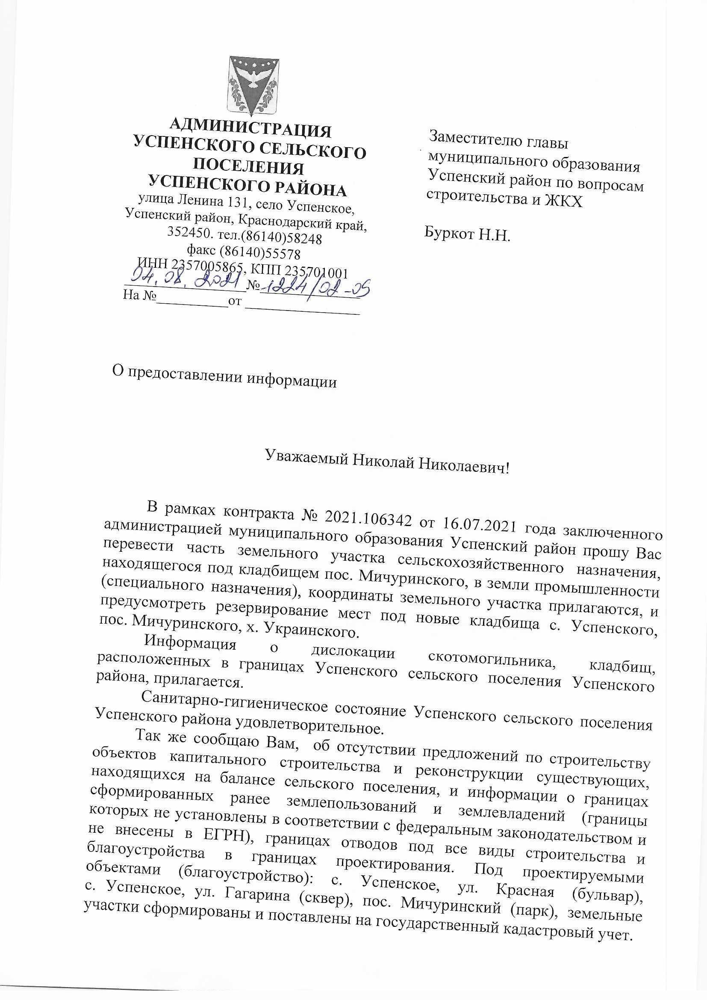 АДМИНИСТРАЦИЯ
УСПЕНСКОГО СЕЛЬСКОГО
ПОСЕЛЕНИЯ
УСПЕНСКОГО РАЙОНА
улица Ленина 131, село Успенское,
Успенский район, Краснодарский край,
352450. тел.(86140)58248
факс (86140)55578
ИНН 2357005865, КПП 235701001
04.08.2021 № 1224/02-05
На №__________от ________________
Заместителю главы
муниципального образования
Успенский район по вопросам
строительства и ЖКХ
Буркот Н.Н.
О предоставлении информации
Уважаемый Николай Николаевич!
В рамках контракта № 2021.106342 от 16.07.2021 года заключенного
администрацией муниципального образования Успенский район прошу Вас
перевести часть земельного участка сельскохозяйственного назначения,
находящегося под кладбищем пос. Мичуринского, в земли промышленности
(специального назначения), координаты земельного участка прилагаются, и
предусмотреть резервирование мест под новые кладбища с. Успенского,
пос. Мичуринского, х. Украинского.
Информация о дислокации скотомогильника, кладбищ,
расположенных в границах Успенского сельского поселения Успенского
района, прилагается.
Санитарно-гигиеническое состояние Успенского сельского поселения
Успенского района удовлетворительное.
Так же сообщаю Вам, об отсутствии предложений по строительству
объектов капитального строительства и реконструкции существующих,
находящихся на балансе сельского поселения, и информации о границах
сформированных ранее землепользований и землевладений (границы
которых не установлены в соответствии с федеральным законодательством и
не внесены в ЕГРН), границах отводов под все виды строительства и
благоустройства в границах проектирования. Под проектируемыми
объектами (благоустройство): с. Успенское, ул. Красная (бульвар),
с. Успенское, ул. Гагарина (сквер), пос. Мичуринский (парк), земельные
участки сформированы и поставлены на государственный кадастровый учет.